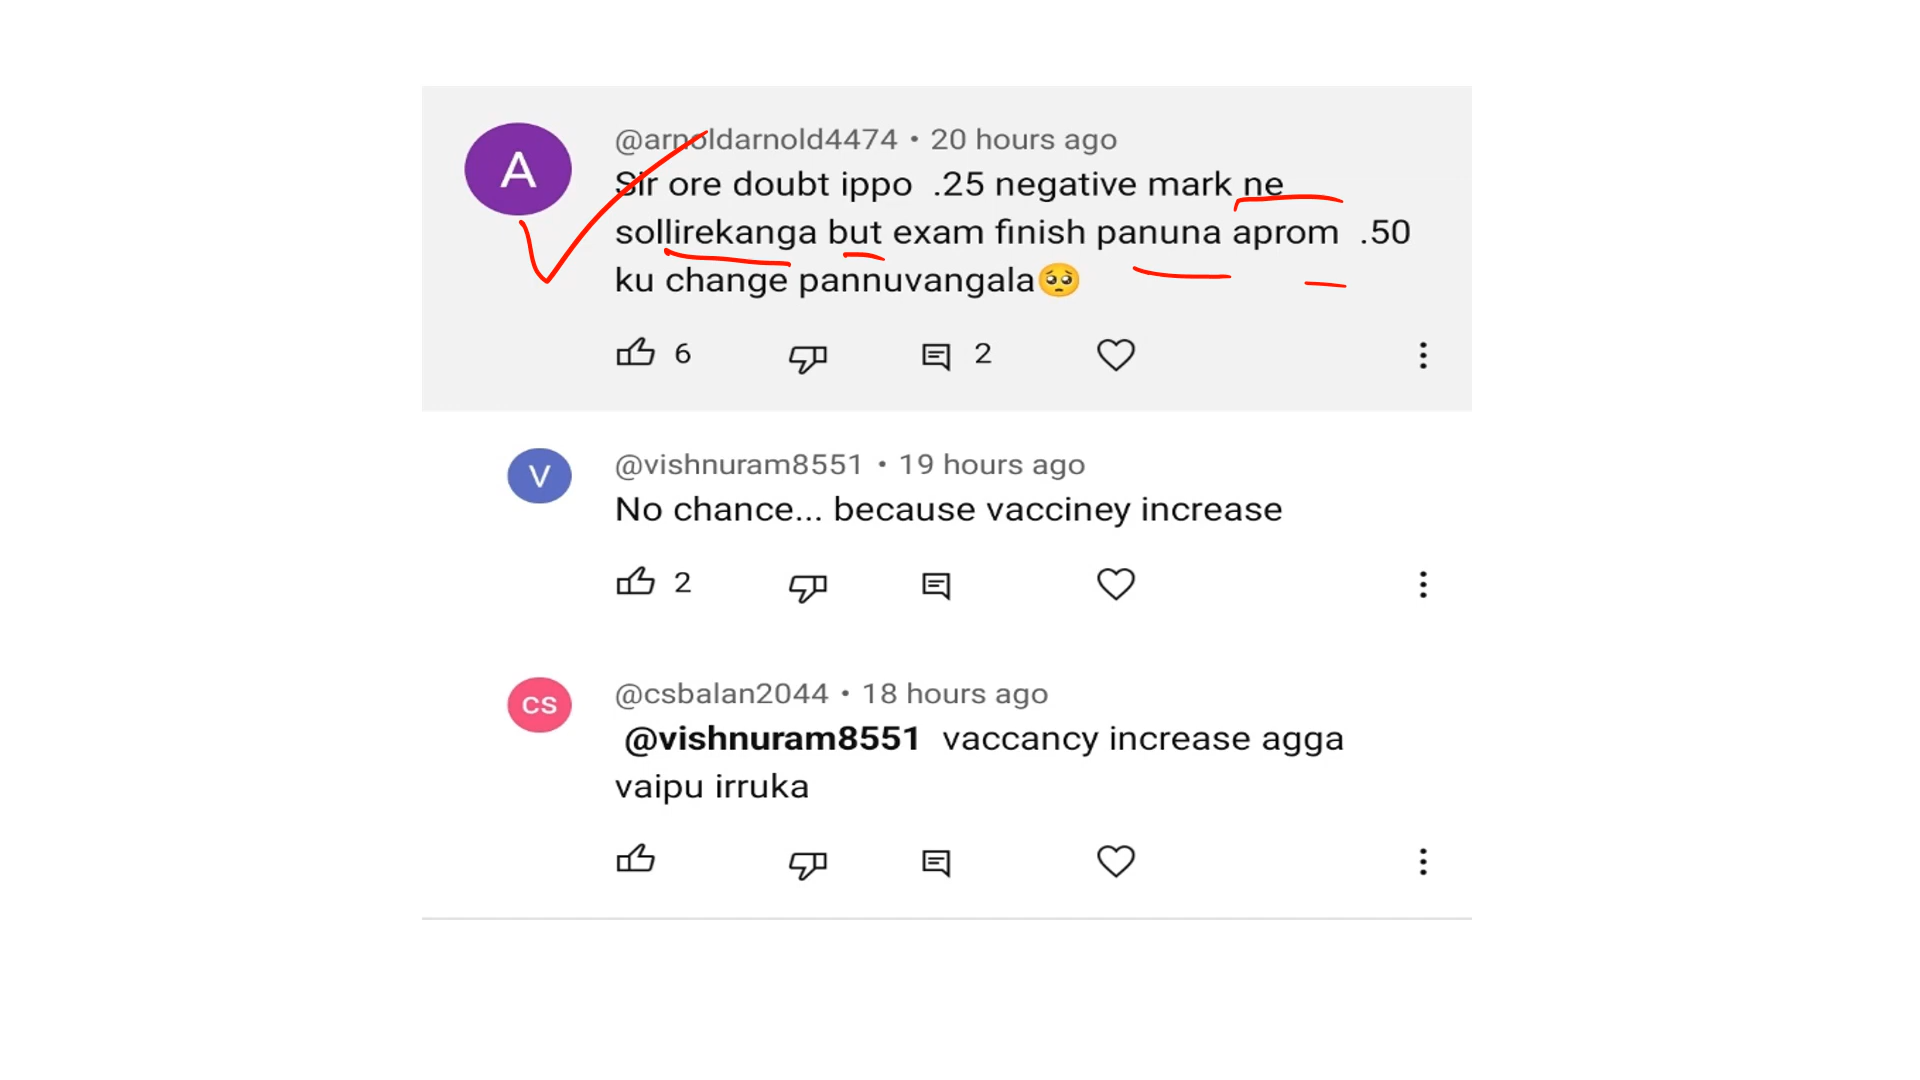 A
@arnoldarnold4474 • 20 hours ago
Sir ore doubt ippo .25 negative mark ne
sollirekanga but exam finish panuna aprom .50
ku change pannuvangala🥺
6 2
V
@vishnuram8551 • 19 hours ago
No chance... because vacciney increase
2
CS
@csbalan2044 • 18 hours ago
@vishnuram8551 vaccancy increase agga
vaipu irruka